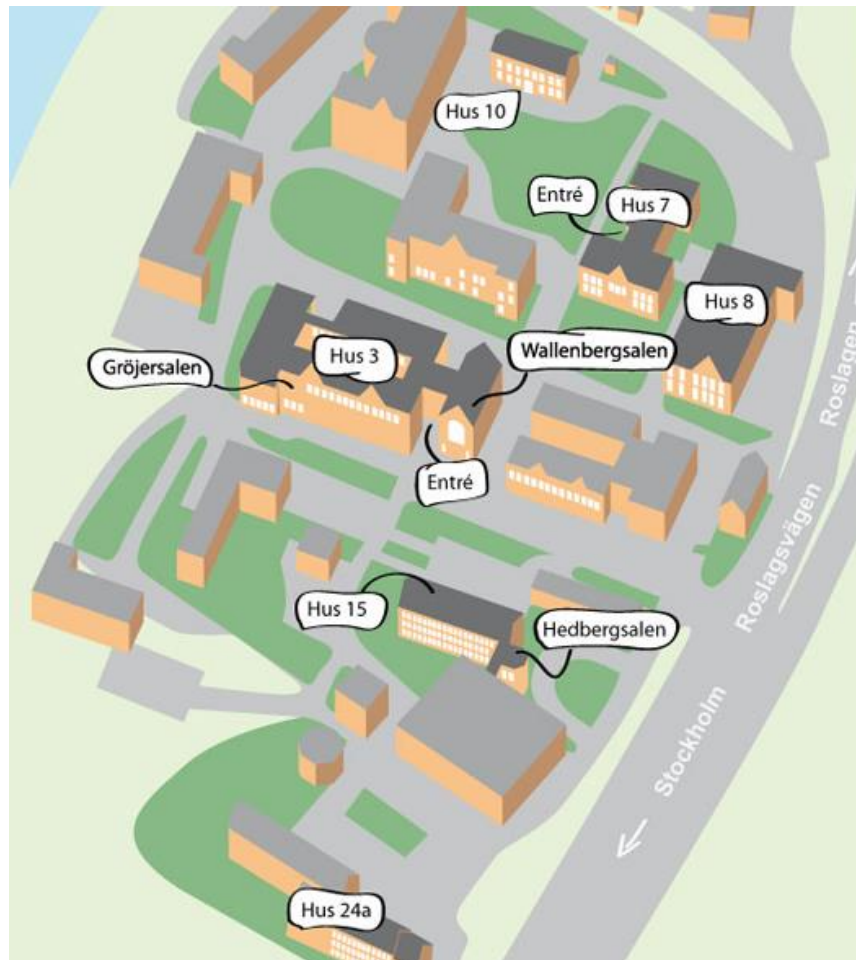 Hus 10
Entré
Hus 7
Hus 8
Hus 3
Wallenbergsalen
Gröjersalen
Entré
Roslagen
Roslagsvägen
Hus 15
Hedbergsalen
Stockholm
Hus 24a